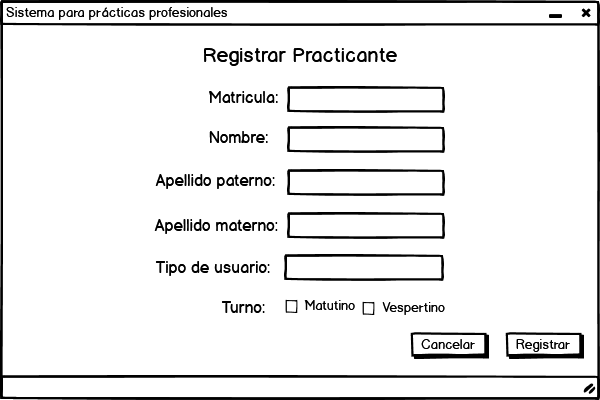 Sistema para prácticas profesionales
Registrar Practicante
Matricula:
Nombre:
Apellido paterno:
Apellido materno:
Tipo de usuario:
Turno: Matutino Vespertino
Cancelar Registrar